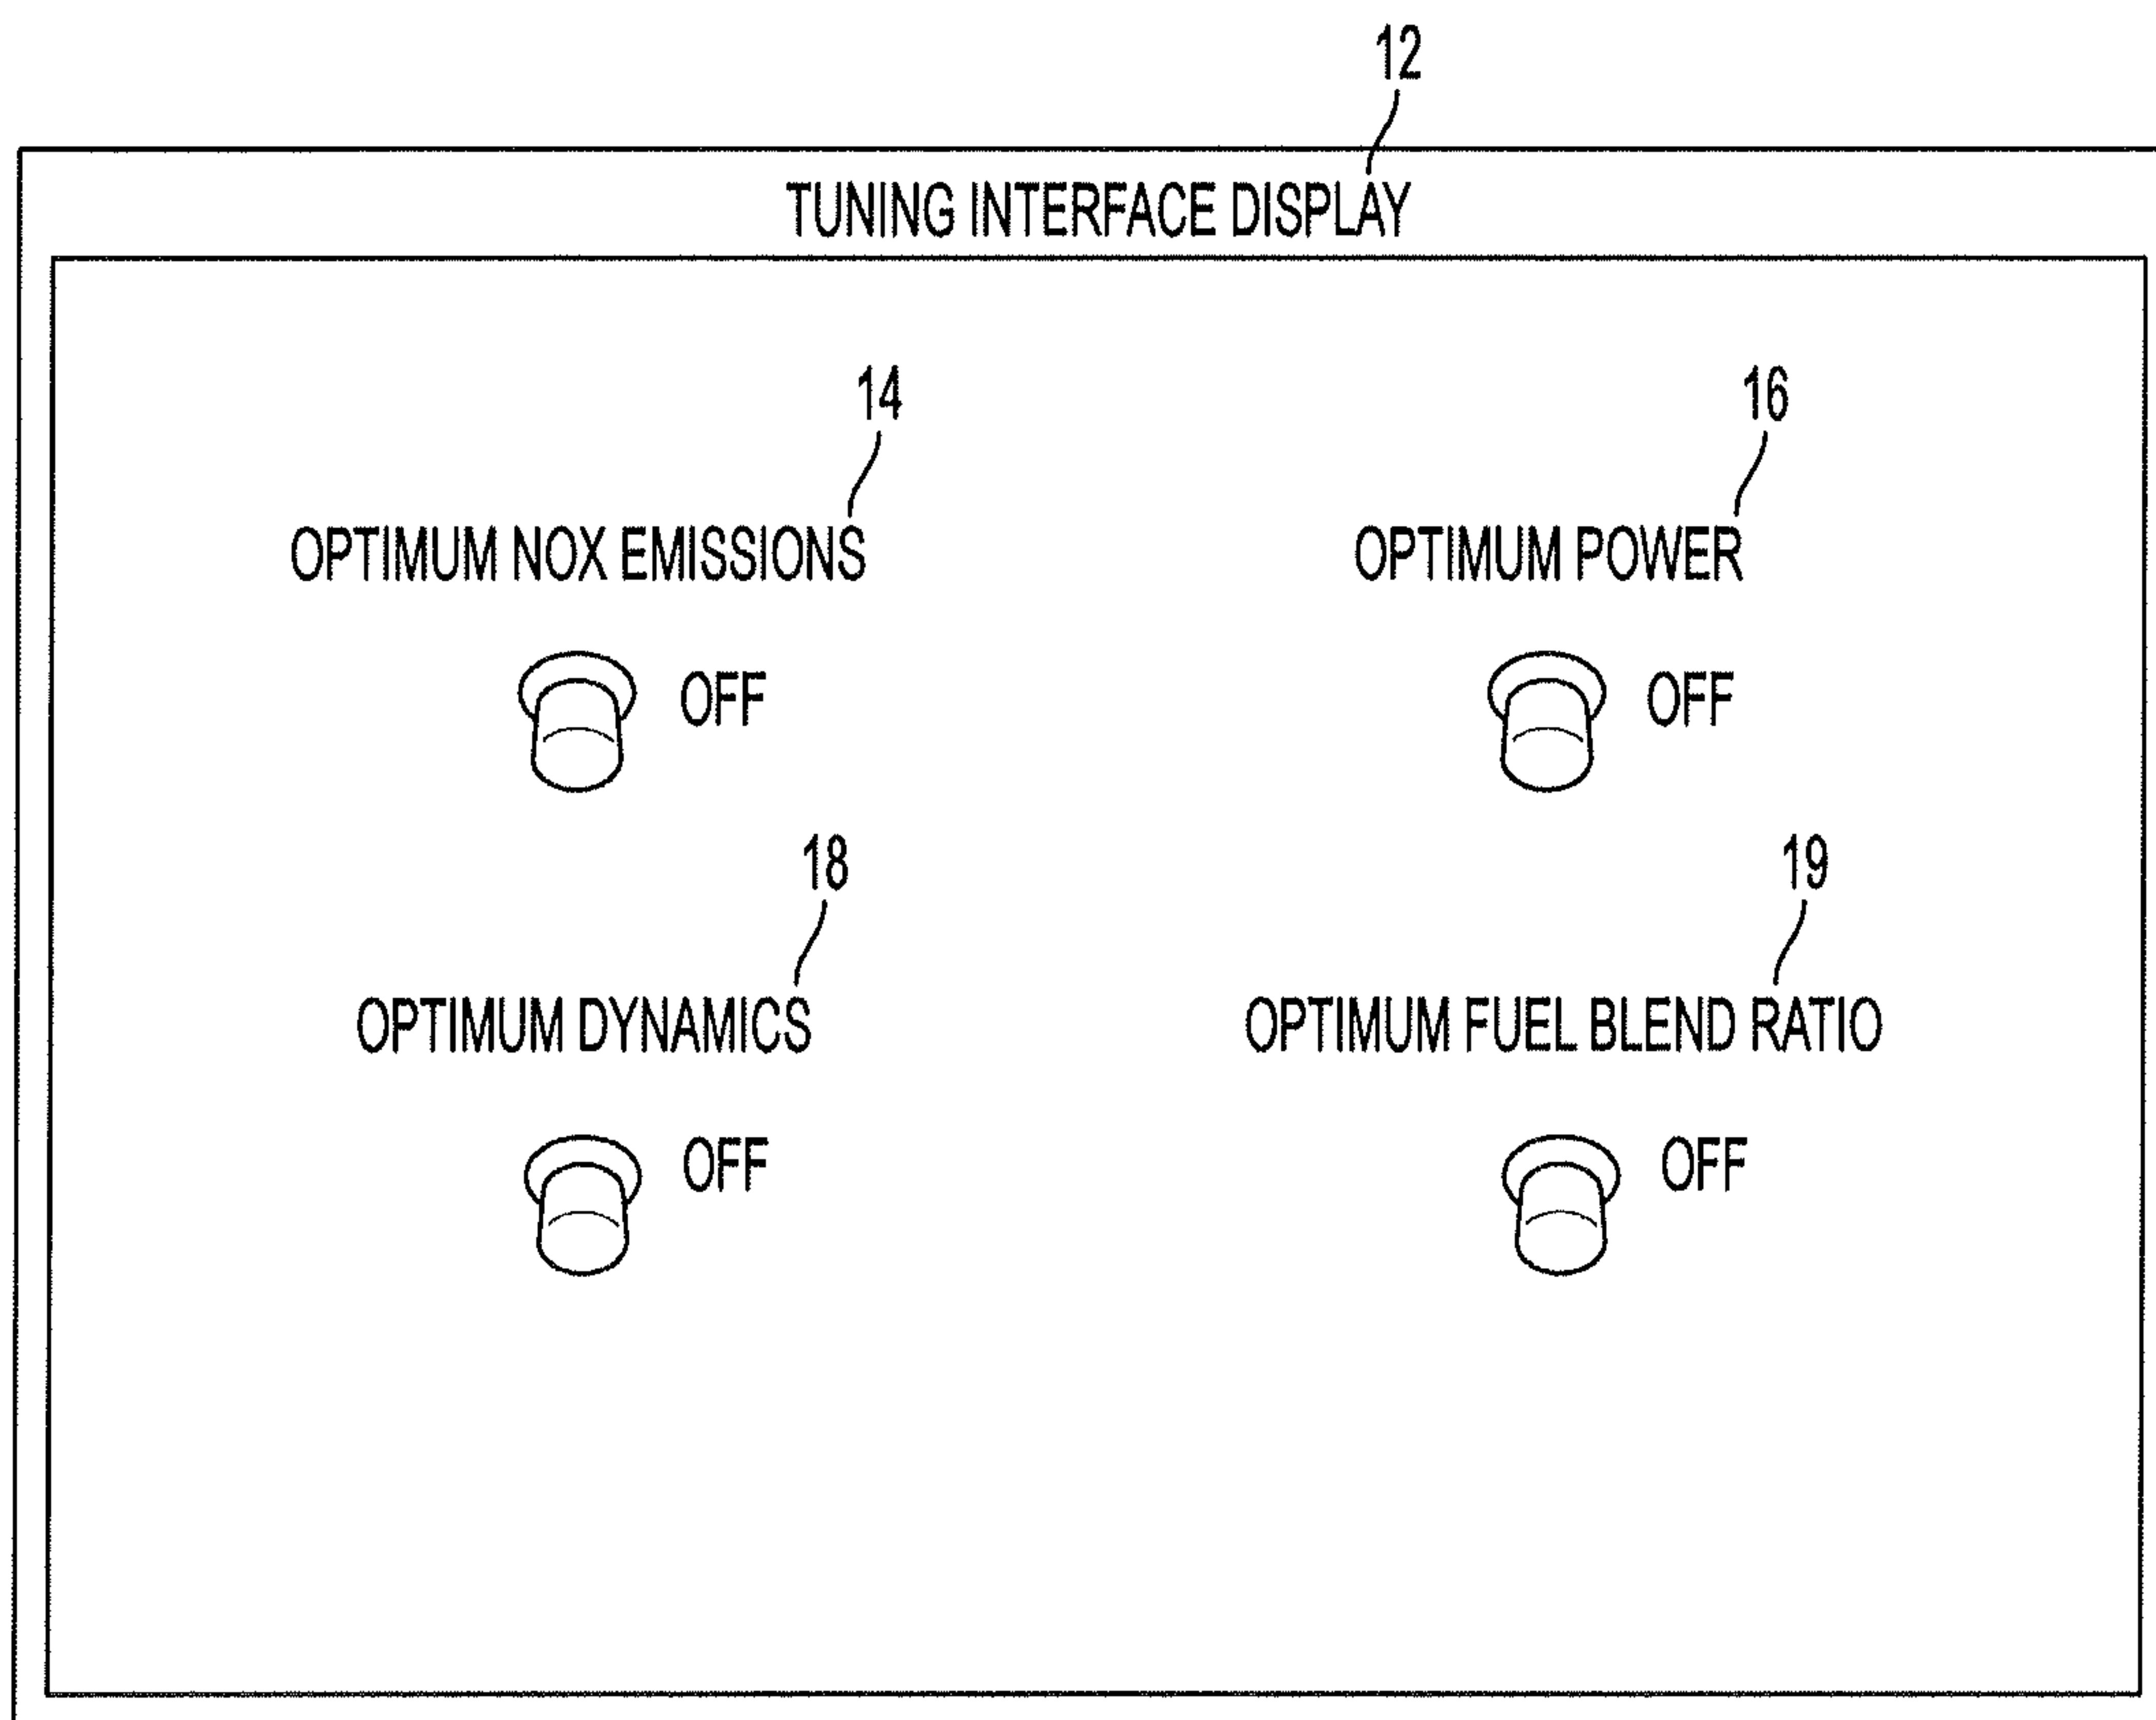 12
TUNING INTERFACE DISPLAY
14
16
OPTIMUM NOX EMISSIONS
OPTIMUM POWER
OFF
OFF
18
19
OPTIMUM DYNAMICS
OPTIMUM FUEL BLEND RATIO
OFF
OFF